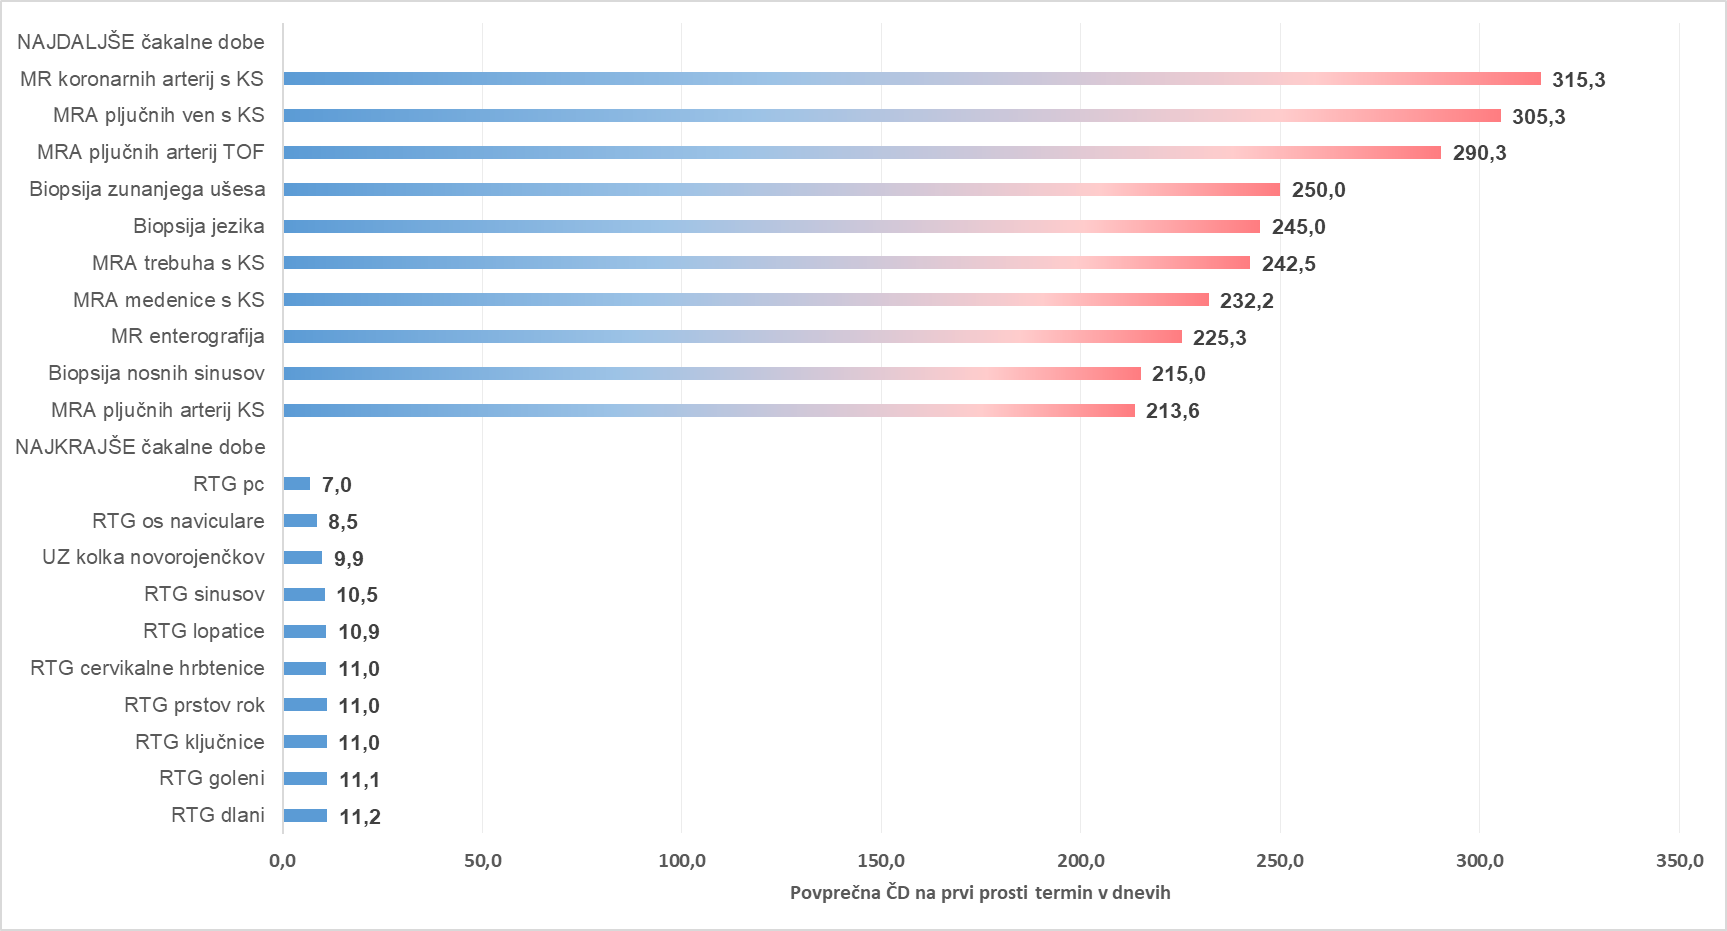 NAJDALJŠE čakalne dobe
MR koronarnih arterij s KS 315,3
MRA pljučnih ven s KS 305,3
MRA pljučnih arterij TOF 290,3
Biopsija zunanjega ušesa 250,0
Biopsija jezika 245,0
MRA trebuha s KS 242,5
MRA medenice s KS 232,2
MR enterografija 225,3
Biopsija nosnih sinusov 215,0
MRA pljučnih arterij KS 213,6
NAJKRAJŠE čakalne dobe
RTG pc 7,0
RTG os naviculare 8,5
UZ kolka novorojenčkov 9,9
RTG sinusov 10,5
RTG lopatice 10,9
RTG cervikalne hrbtenice 11,0
RTG prstov rok 11,0
RTG ključnice 11,0
RTG goleni 11,1
RTG dlani 11,2
0,0 50,0 100,0 150,0 200,0 250,0 300,0 350,0
Povprečna ČD na prvi prosti termin v dnevih